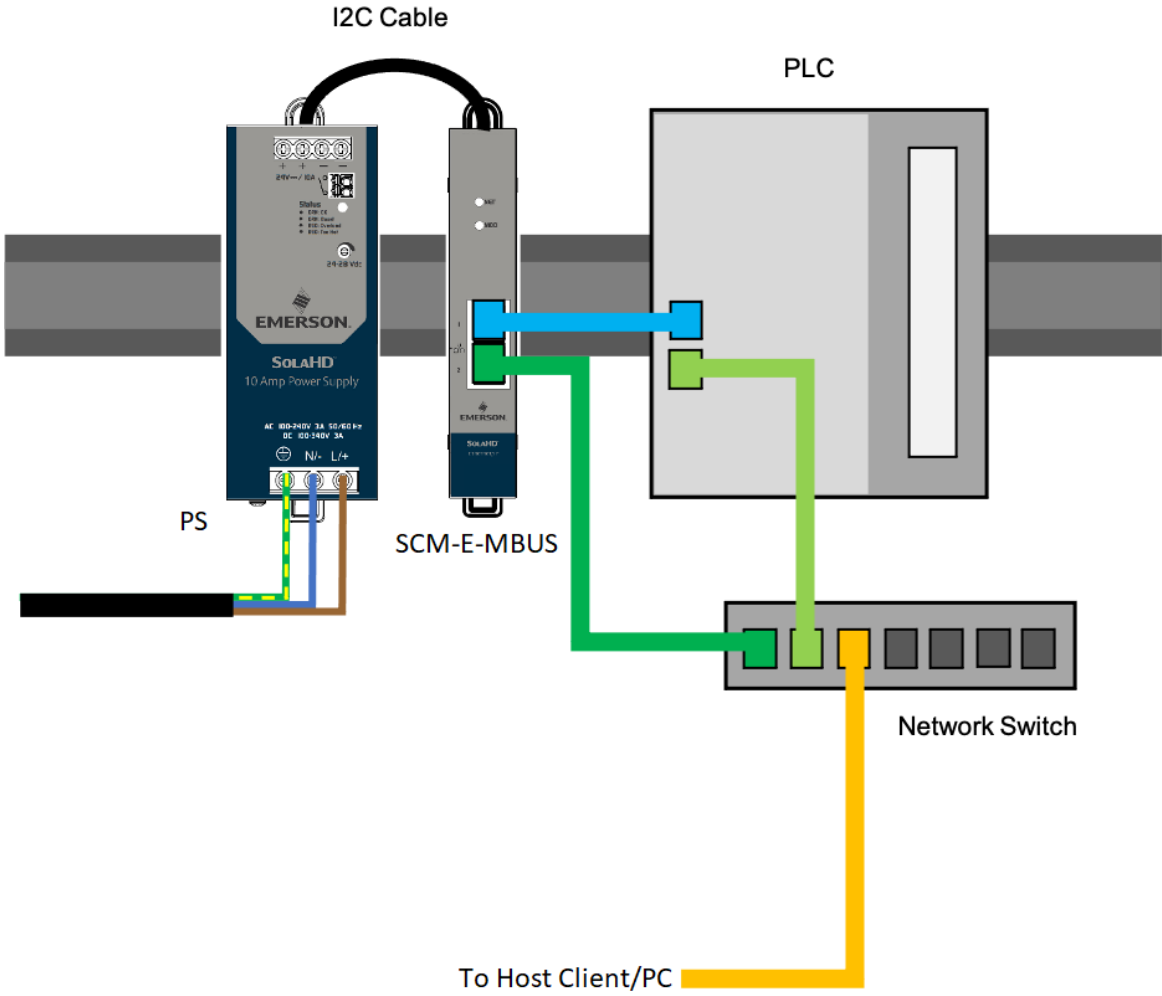 I2C Cable
PLC
+ + − −
24V⎓/10A
Status
24-28 Vdc
EMERSON.
SOLAHD
10 Amp Power Supply
AC 100-240V 3A 50/60 Hz
DC 100-340V 3A
N/- L/+
PS
1
2
EMERSON.
SOLAHD
SCM-E-MBUS
Network Switch
To Host Client/PC